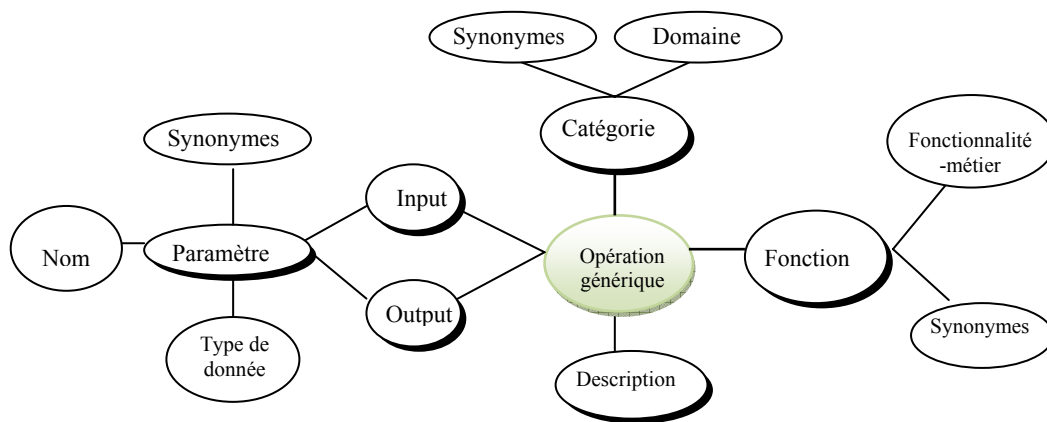 Synonymes
Domaine
Catégorie
Synonymes
Fonctionnalité
-métier
Input
Nom
Paramètre
Opération
générique
Fonction
Output
Synonymes
Type de
donnée
Description